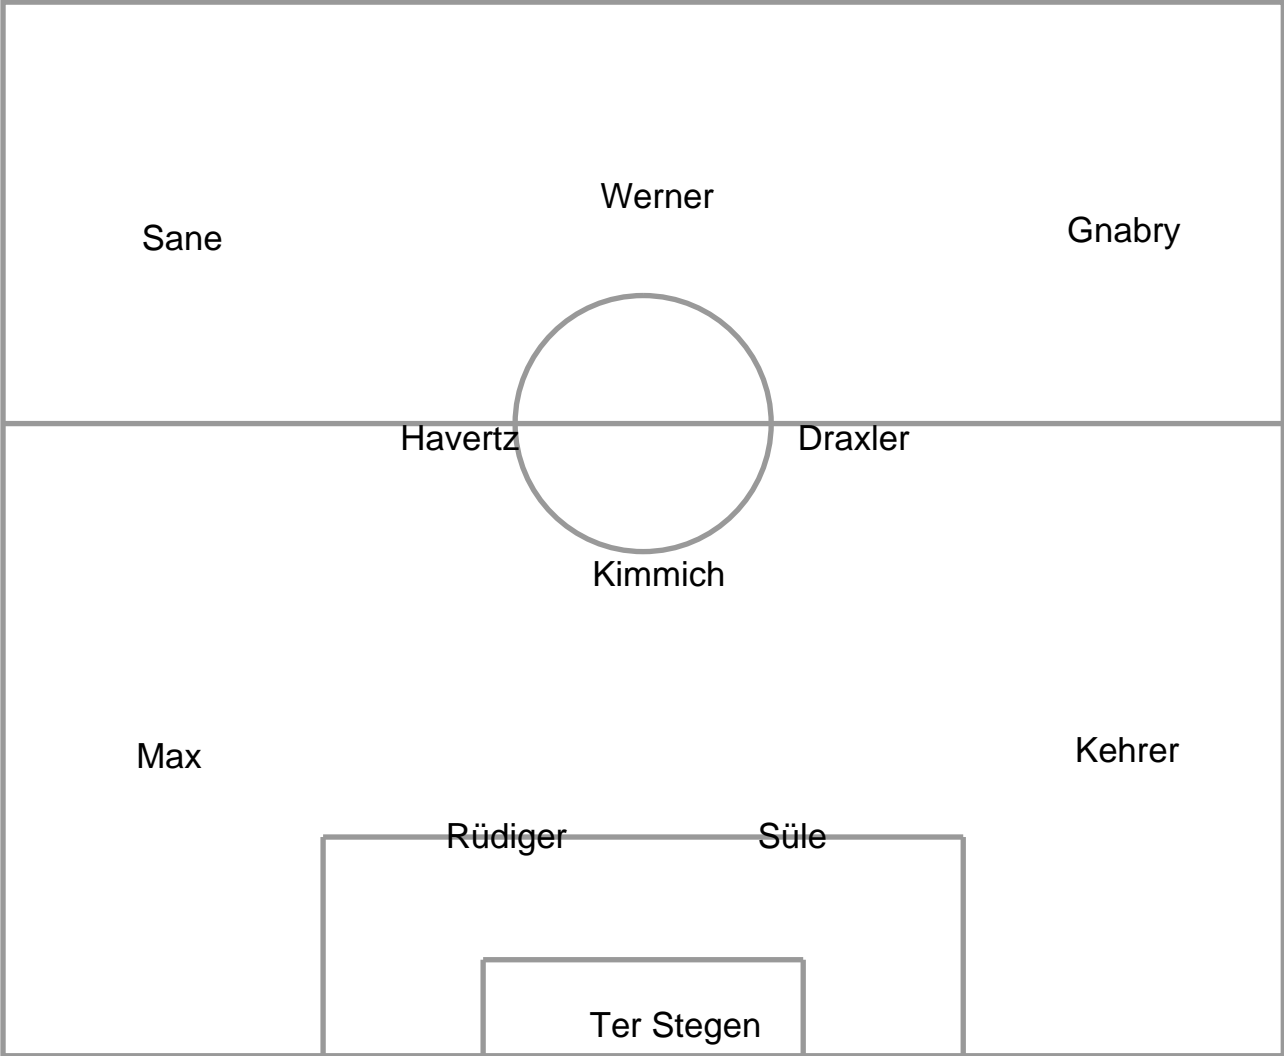 Werner
Sane
Gnabry
Havertz
Draxler
Kimmich
Max
Kehrer
Rüdiger
Süle
Ter Stegen